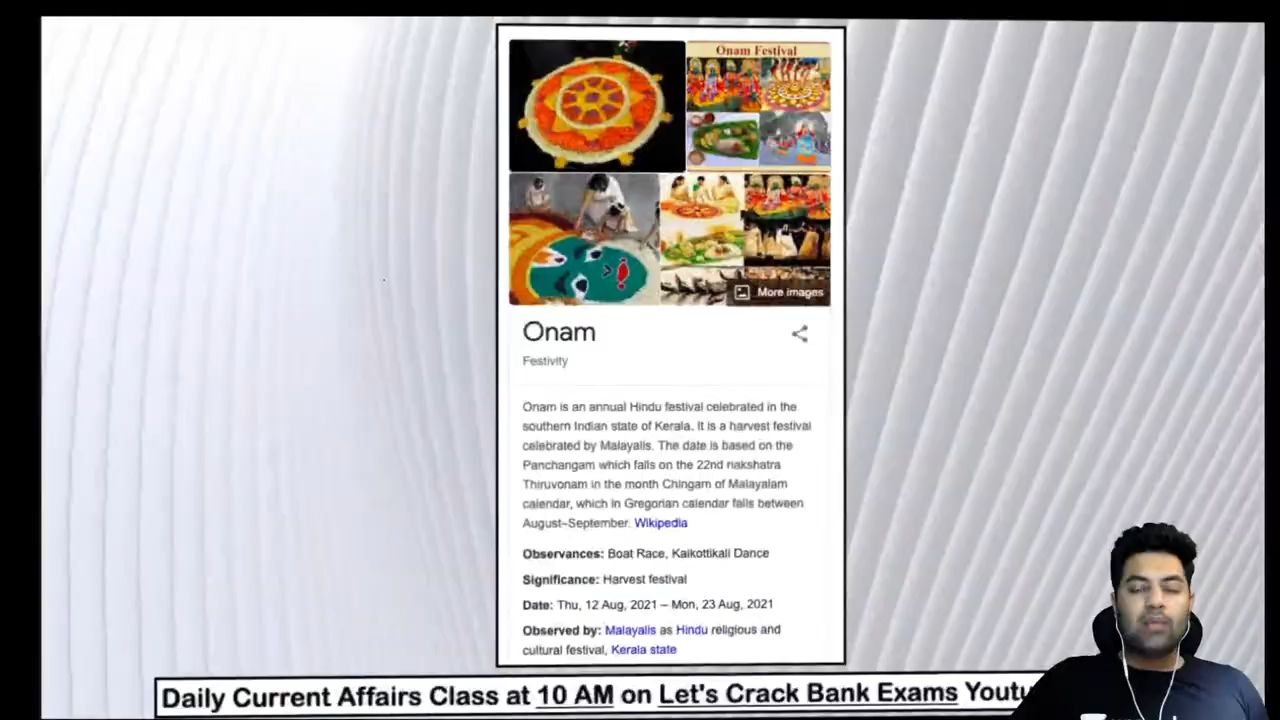 Onam Festival
More images
Onam
Festivity
Onam is an annual Hindu festival celebrated in the
southern Indian state of Kerala. It is a harvest festival
celebrated by Malayalis. The date is based on the
Panchangam which falls on the 22nd nakshatra
Thiruvonam in the month Chingam of Malayalam
calendar, which in Gregorian calendar falls between
August–September. Wikipedia
Observances: Boat Race, Kaikottikali Dance
Significance: Harvest festival
Date: Thu, 12 Aug, 2021 – Mon, 23 Aug, 2021
Observed by: Malayalis as Hindu religious and
cultural festival, Kerala state
Daily Current Affairs Class at 10 AM on Let's Crack Bank Exams